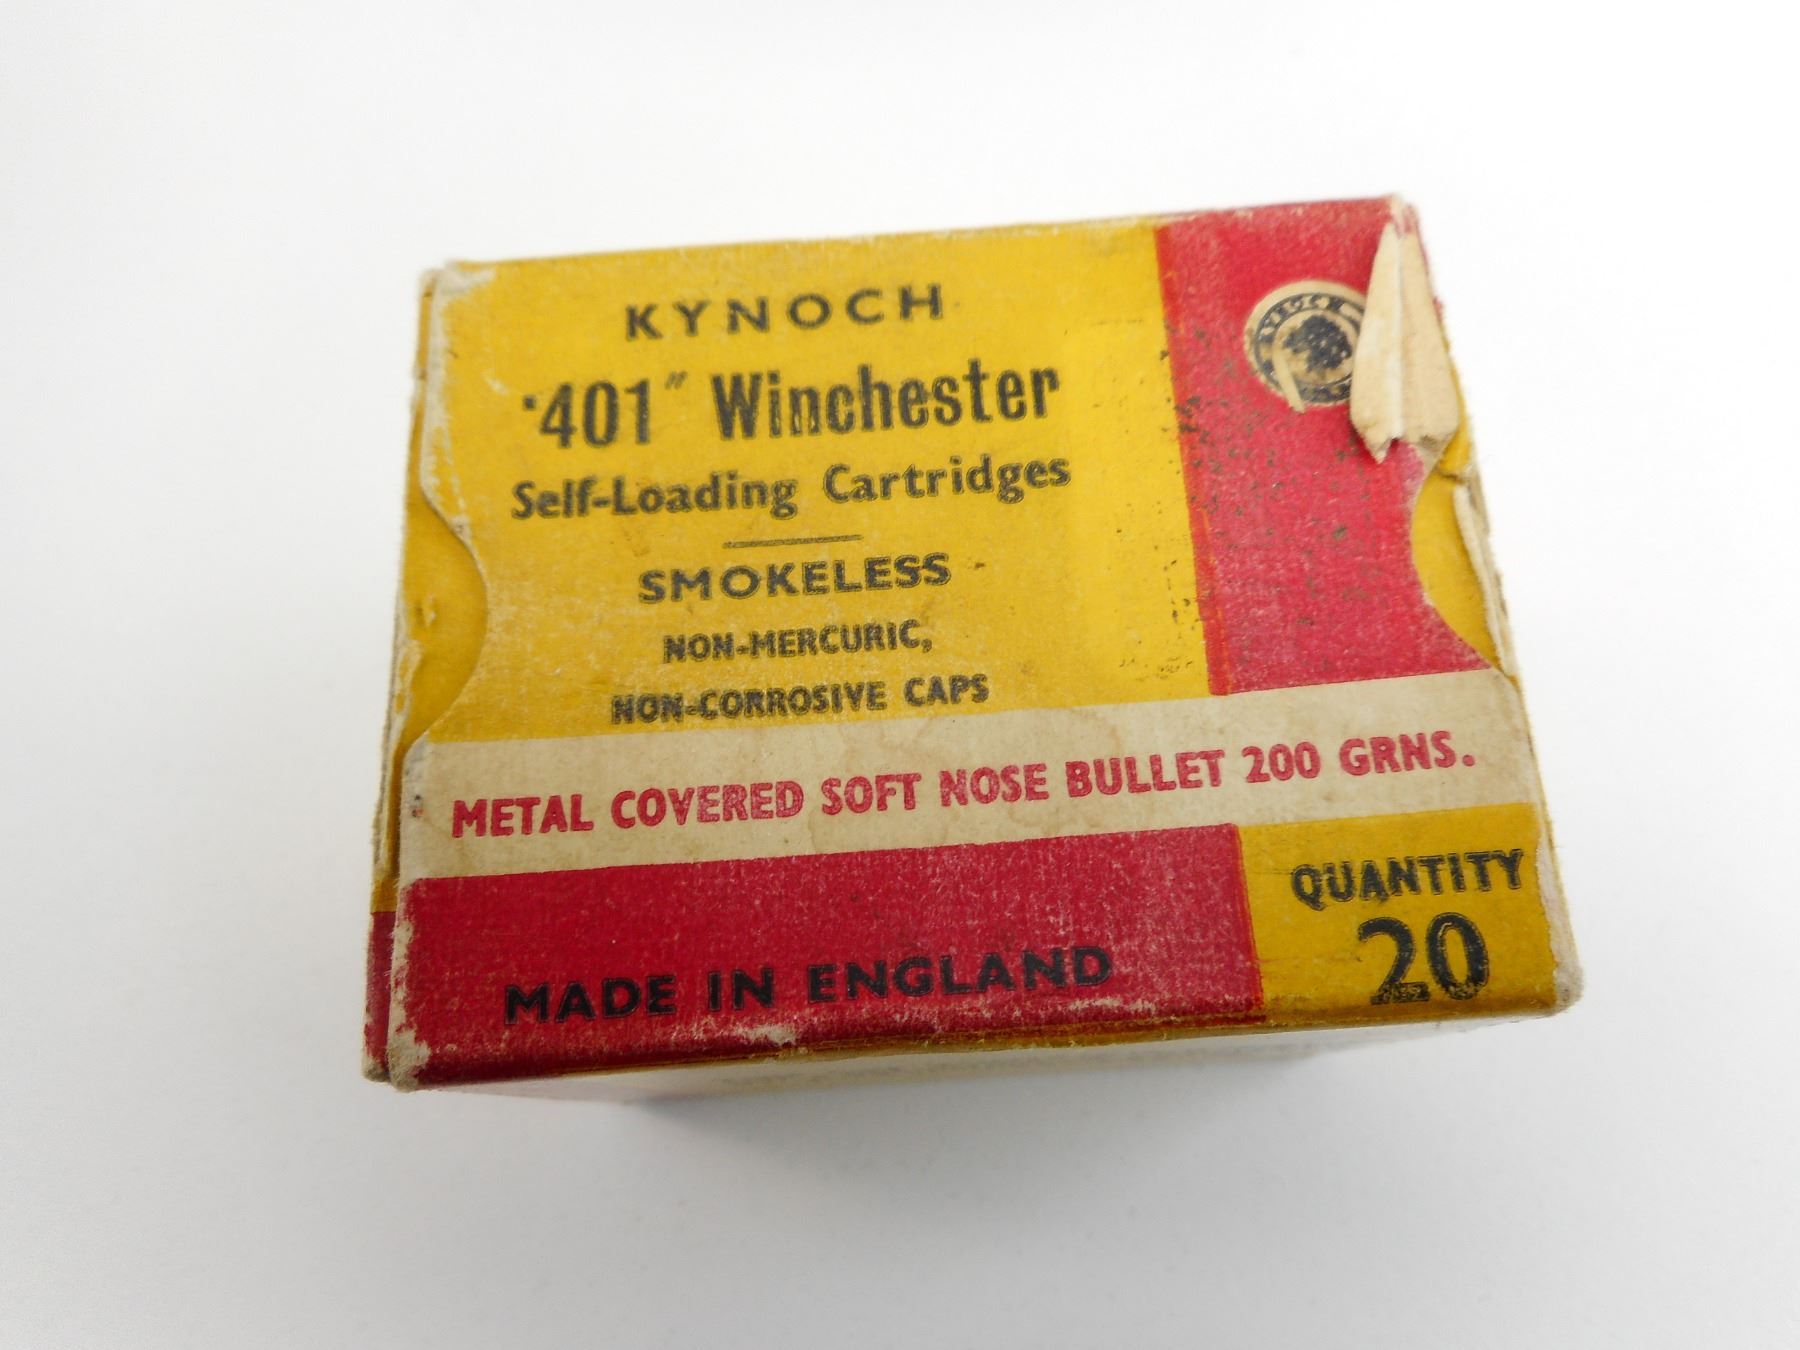 KYNOCH
·401″ Winchester
Self-Loading Cartridges
SMOKELESS
NON-MERCURIC,
NON-CORROSIVE CAPS
KYNOCH
METAL COVERED SOFT NOSE BULLET 200 GRNS.
QUANTITY
20
MADE IN ENGLAND